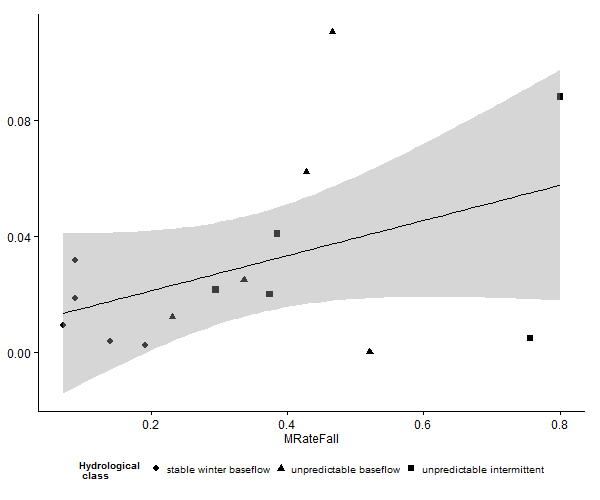 0.08
0.04
0.00
0.2 0.4 0.6 0.8
MRateFall
Hydrological
class
stable winter baseflow unpredictable baseflow unpredictable intermittent